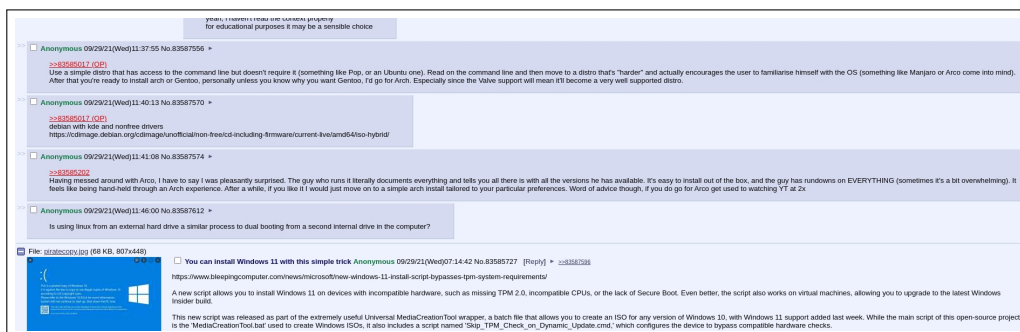 yeah, I haven't read the context properly
for educational purposes it may be a sensible choice
>> Anonymous 09/29/21(Wed)11:37:55 No.83587556 ►
>>83585017 (OP)
Use a simple distro that has access to the command line but doesn't require it (something like Pop, or an Ubuntu one). Read on the command line and then move to a distro that's "harder" and actually encourages the user to familiarise himself with the OS (something like Manjaro or Arco come into mind).
After that you're ready to install arch or Gentoo, personally unless you know why you want Gentoo, I'd go for Arch. Especially since the Valve support will mean it'll become a very well supported distro.
>> Anonymous 09/29/21(Wed)11:40:13 No.83587570 ►
>>83585017 (OP)
debian with kde and nonfree drivers
https://cdimage.debian.org/cdimage/unofficial/non-free/cd-including-firmware/current-live/amd64/iso-hybrid/
>> Anonymous 09/29/21(Wed)11:41:08 No.83587574 ►
>>83585202
Having messed around with Arco, I have to say I was pleasantly surprised. The guy who runs it literally documents everything and tells you all there is with all the versions he has available. It's easy to install out of the box, and the guy has rundowns on EVERYTHING (sometimes it's a bit overwhelming). It
feels like being hand-held through an Arch experience. After a while, if you like it I would just move on to a simple arch install tailored to your particular preferences. Word of advice though, if you do go for Arco get used to watching YT at 2x
>> Anonymous 09/29/21(Wed)11:46:00 No.83587612 ►
Is using linux from an external hard drive a similar process to dual booting from a second internal drive in the computer?
File: piratecopy.jpg (68 KB, 807x448)
:(
You can install Windows 11 with this simple trick Anonymous 09/29/21(Wed)07:14:42 No.83585727 [Reply] ► >>83587596
https://www.bleepingcomputer.com/news/microsoft/new-windows-11-install-script-bypasses-tpm-system-requirements/
A new script allows you to install Windows 11 on devices with incompatible hardware, such as missing TPM 2.0, incompatible CPUs, or the lack of Secure Boot. Even better, the script also works on virtual machines, allowing you to upgrade to the latest Windows
Insider build.
This new script was released as part of the extremely useful Universal MediaCreationTool wrapper, a batch file that allows you to create an ISO for any version of Windows 10, with Windows 11 support added last week. While the main script of this open-source project
is the 'MediaCreationTool.bat' used to create Windows ISOs, it also includes a script named 'Skip_TPM_Check_on_Dynamic_Update.cmd,' which configures the device to bypass compatible hardware checks.